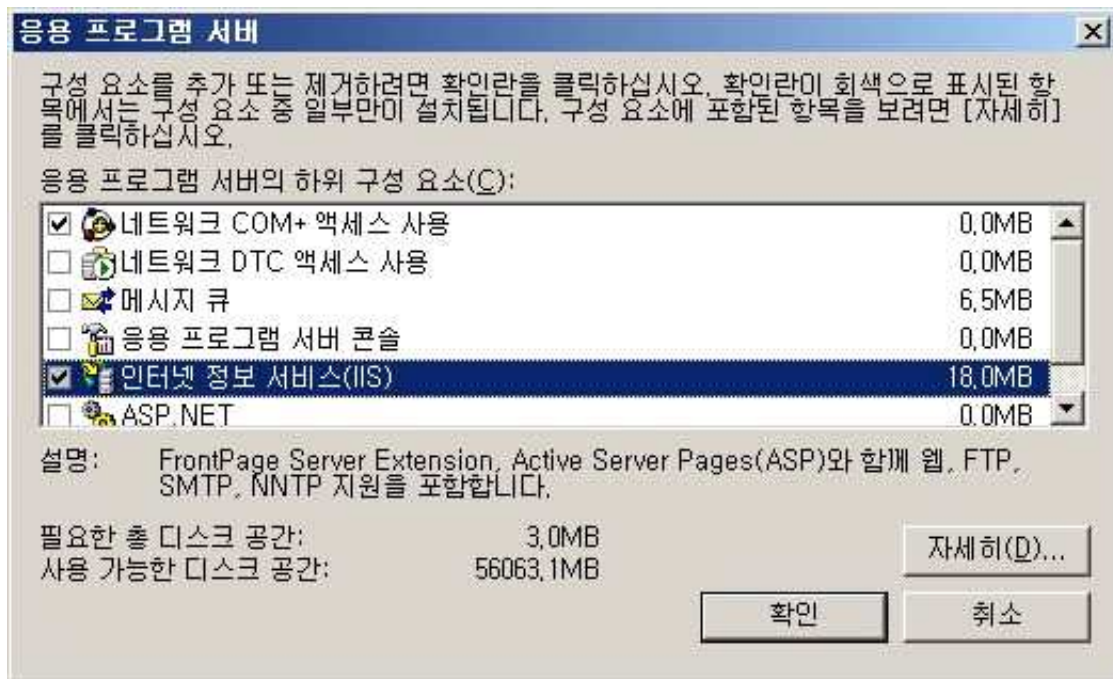 응용 프로그램 서버
구성 요소를 추가 또는 제거하려면 확인란을 클릭하십시오. 확인란이 회색으로 표시된 항
목에서는 구성 요소 중 일부만이 설치됩니다. 구성 요소에 포함된 항목을 보려면 [자세히]
를 클릭하십시오.
응용 프로그램 서버의 하위 구성 요소(C):
네트워크 COM+ 액세스 사용 0.0MB
네트워크 DTC 액세스 사용 0.0MB
메시지 큐 6.5MB
응용 프로그램 서버 콘솔 0.0MB
인터넷 정보 서비스(IIS) 18.0MB
ASP.NET 0.0MB
설명: FrontPage Server Extension, Active Server Pages(ASP)와 함께 웹, FTP,
SMTP, NNTP 지원을 포함합니다.
필요한 총 디스크 공간: 3.0MB
사용 가능한 디스크 공간: 56063.1MB
자세히(D)...
확인 취소